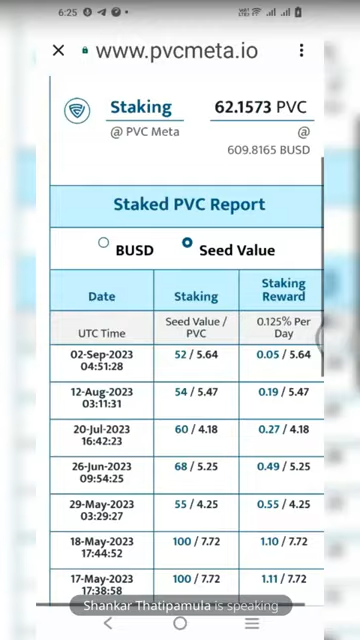 6:25
www.pvcmeta.io
Staking 62.1573 PVC
@ PVC Meta @
609.8165 BUSD
Staked PVC Report
BUSD Seed Value
Date Staking Staking Reward
UTC Time Seed Value / PVC 0.125% Per Day
02-Sep-2023 04:51:28 52 / 5.64 0.05 / 5.64
12-Aug-2023 03:11:31 54 / 5.47 0.19 / 5.47
20-Jul-2023 16:42:23 60 / 4.18 0.27 / 4.18
26-Jun-2023 09:54:25 68 / 5.25 0.49 / 5.25
29-May-2023 03:29:27 55 / 4.25 0.55 / 4.25
18-May-2023 17:44:52 100 / 7.72 1.10 / 7.72
17-May-2023 17:38:58 100 / 7.72 1.11 / 7.72
Shankar Thatipamula is speaking